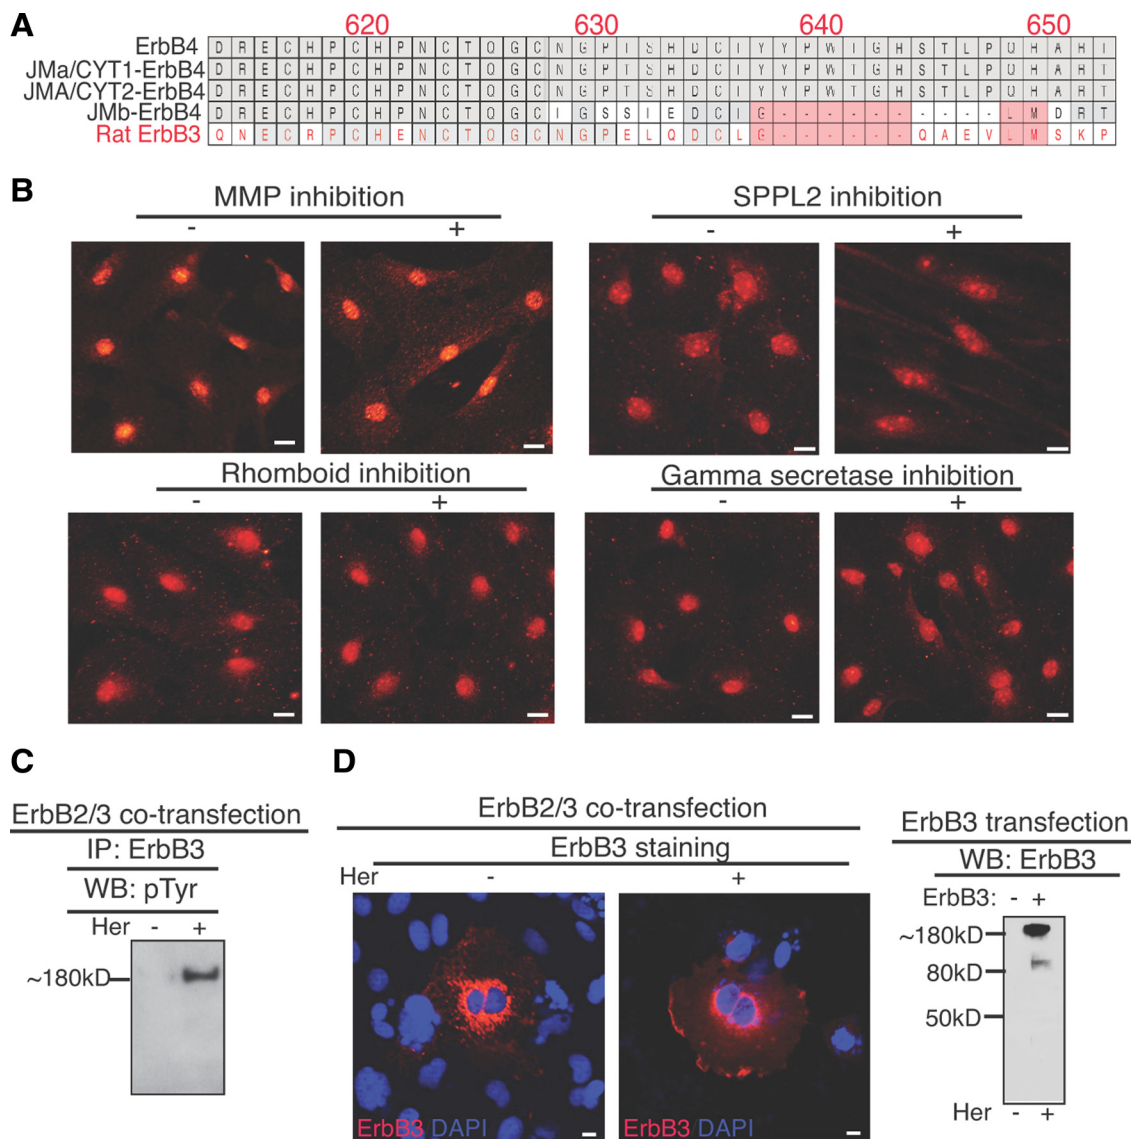 A
620 630 640 650
ErbB4 D R E C H P C H P N C T Q G C N G P T S H D C I Y Y P W T G H S T L P Q H A R T
JMa/CYT1-ErbB4 D R E C H P C H P N C T Q G C N G P T S H D C I Y Y P W T G H S T L P Q H A R T
JMA/CYT2-ErbB4 D R E C H P C H P N C T Q G C N G P T S H D C I Y Y P W T G H S T L P Q H A R T
JMb-ErbB4 D R E C H P C H P N C T Q G C I G S S I E D C I G - - - - - - - - - - L M D R T
Rat ErbB3 Q N E C R P C H E N C T Q G C N G P E L Q D C L G - - - - - - Q A E V L M S K P
B
MMP inhibition
- +
SPPL2 inhibition
- +
Rhomboid inhibition
- +
Gamma secretase inhibition
- +
C
ErbB2/3 co-transfection
IP: ErbB3
WB: pTyr
Her - +
~180kD
D
ErbB2/3 co-transfection
ErbB3 staining
Her - +
ErbB3 DAPI
ErbB3 DAPI
ErbB3 transfection
WB: ErbB3
ErbB3: - +
~180kD
80kD
50kD
Her - +